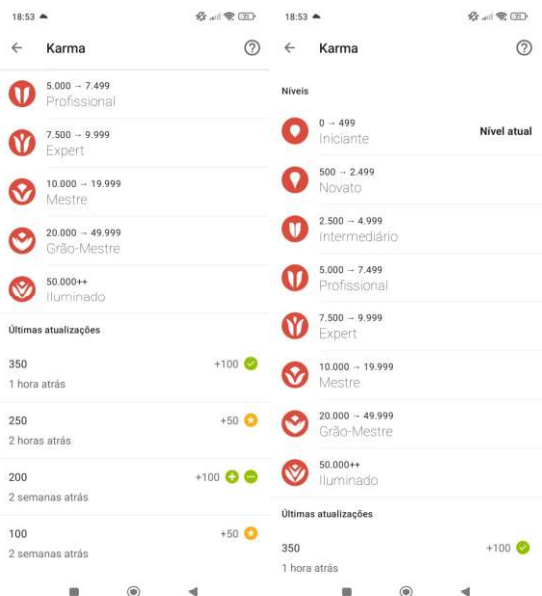 18:53
Karma
5.000 → 7.499
Profissional
7.500 → 9.999
Expert
10.000 → 19.999
Mestre
20.000 → 49.999
Grão-Mestre
50.000++
Iluminado
Últimas atualizações
350 +100
1 hora atrás
250 +50
2 horas atrás
200 +100
2 semanas atrás
100 +50
2 semanas atrás
18:53
Karma
Níveis
0 → 499
Iniciante
Nível atual
500 → 2.499
Novato
2.500 → 4.999
Intermediário
5.000 → 7.499
Profissional
7.500 → 9.999
Expert
10.000 → 19.999
Mestre
20.000 → 49.999
Grão-Mestre
50.000++
Iluminado
Últimas atualizações
350 +100
1 hora atrás